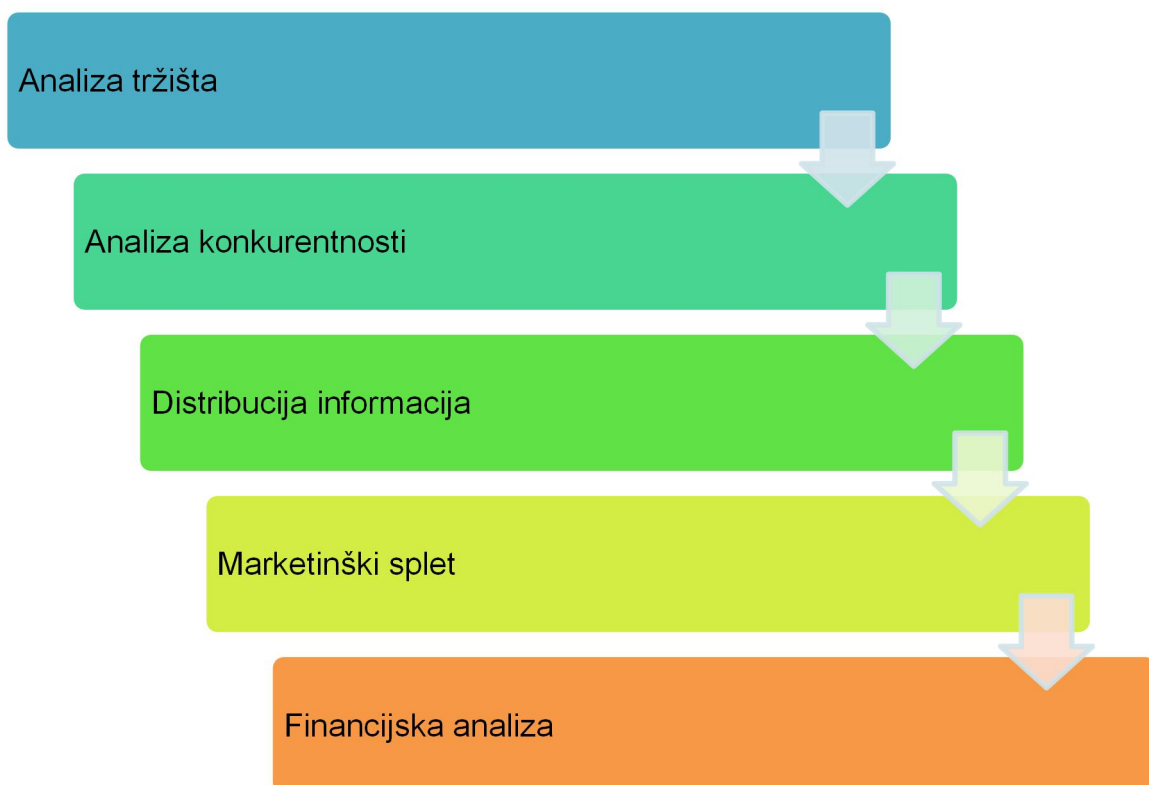 Analiza tržišta
Analiza konkurentnosti
Distribucija informacija
Marketinški splet
Financijska analiza